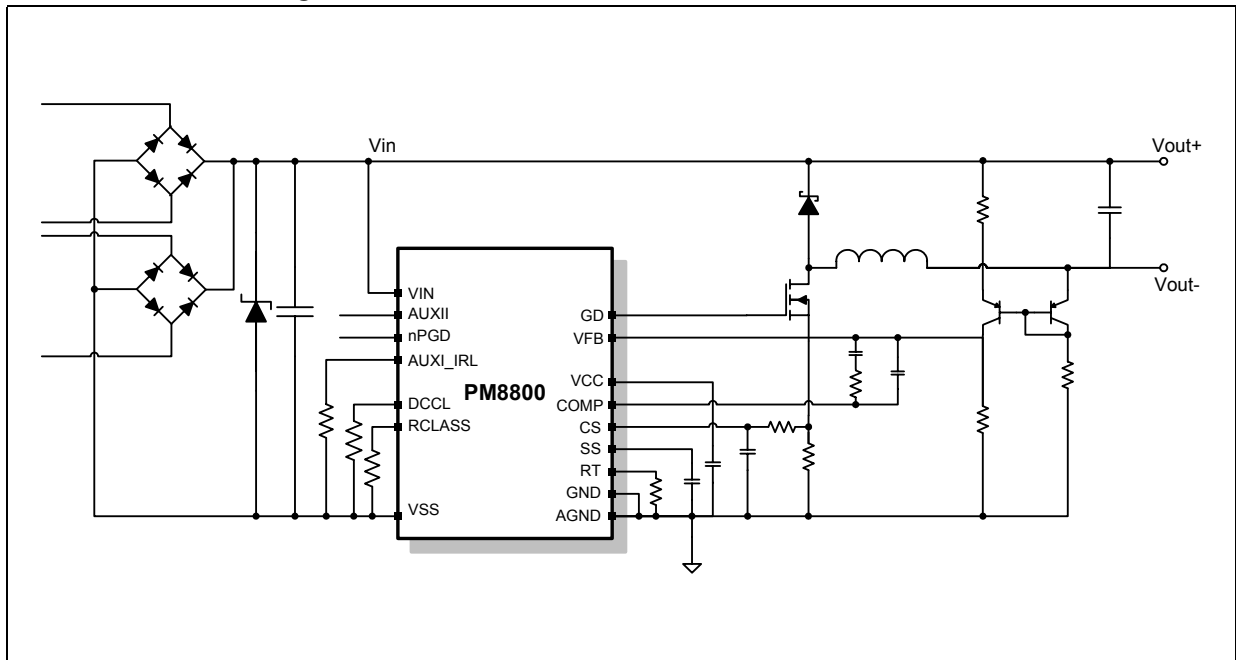 Vin
Vout+
Vout-
VIN
AUXII
nPGD
AUXI_IRL
DCCL
RCLASS
VSS
PM8800
GD
VFB
VCC
COMP
CS
SS
RT
GND
AGND